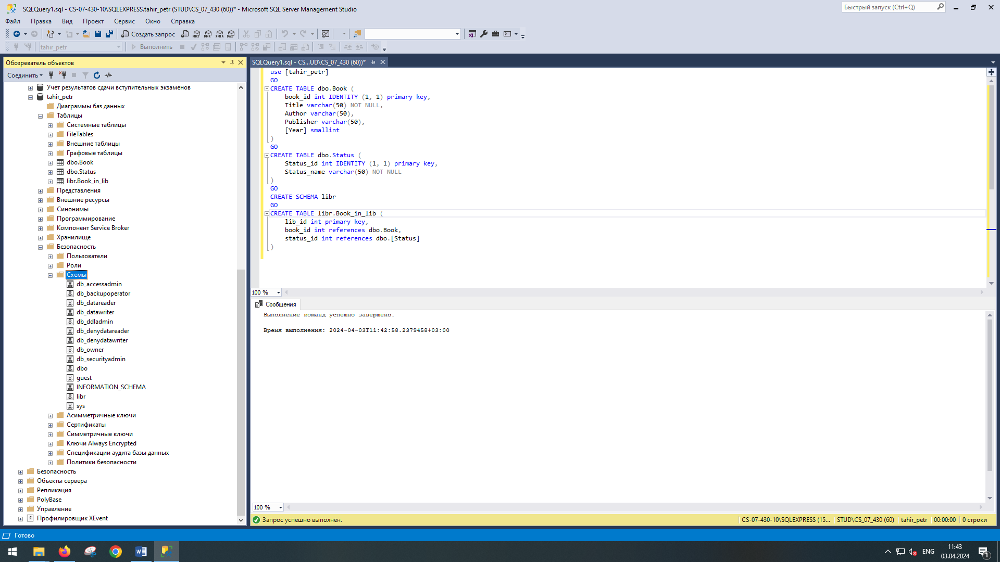 SQLQuery1.sql - CS-07-430-10\SQLEXPRESS.tahir_petr (STUD\CS_07_430 (60))* - Microsoft SQL Server Management Studio
Быстрый запуск (Ctrl+Q)
Файл Правка Вид Проект Сервис Окно Справка
Создать запрос MDX DMX XMLA DAX
tahir_petr Выполнить
Обозреватель объектов
Соединить
Учет результатов сдачи вступительных экзаменов
tahir_petr
Диаграммы баз данных
Таблицы
Системные таблицы
FileTables
Внешние таблицы
Графовые таблицы
dbo.Book
dbo.Status
libr.Book_in_lib
Представления
Внешние ресурсы
Синонимы
Программирование
Компонент Service Broker
Хранилище
Безопасность
Пользователи
Роли
Схемы
db_accessadmin
db_backupoperator
db_datareader
db_datawriter
db_ddladmin
db_denydatareader
db_denydatawriter
db_owner
db_securityadmin
dbo
guest
INFORMATION_SCHEMA
libr
sys
Асимметричные ключи
Сертификаты
Симметричные ключи
Ключи Always Encrypted
Спецификации аудита базы данных
Политики безопасности
Безопасность
Объекты сервера
Репликация
PolyBase
Управление
Профилировщик XEvent
SQLQuery1.sql - CS...UD\CS_07_430 (60))*
use [tahir_petr]
GO
CREATE TABLE dbo.Book (
book_id int IDENTITY (1, 1) primary key,
Title varchar(50) NOT NULL,
Author varchar(50),
Publisher varchar(50),
[Year] smallint
)
GO
CREATE TABLE dbo.Status (
Status_id int IDENTITY (1, 1) primary key,
Status_name varchar(50) NOT NULL
)
GO
CREATE SCHEMA libr
GO
CREATE TABLE libr.Book_in_lib (
lib_id int primary key,
book_id int references dbo.Book,
status_id int references dbo.[Status]
)
100 %
Сообщения
Выполнение команд успешно завершено.
Время выполнения: 2024-04-03T11:42:58.2379458+03:00
100 %
Запрос успешно выполнен. CS-07-430-10\SQLEXPRESS (15... STUD\CS_07_430 (60) tahir_petr 00:00:00 0 строки
Готово
ENG 11:43
03.04.2024
1